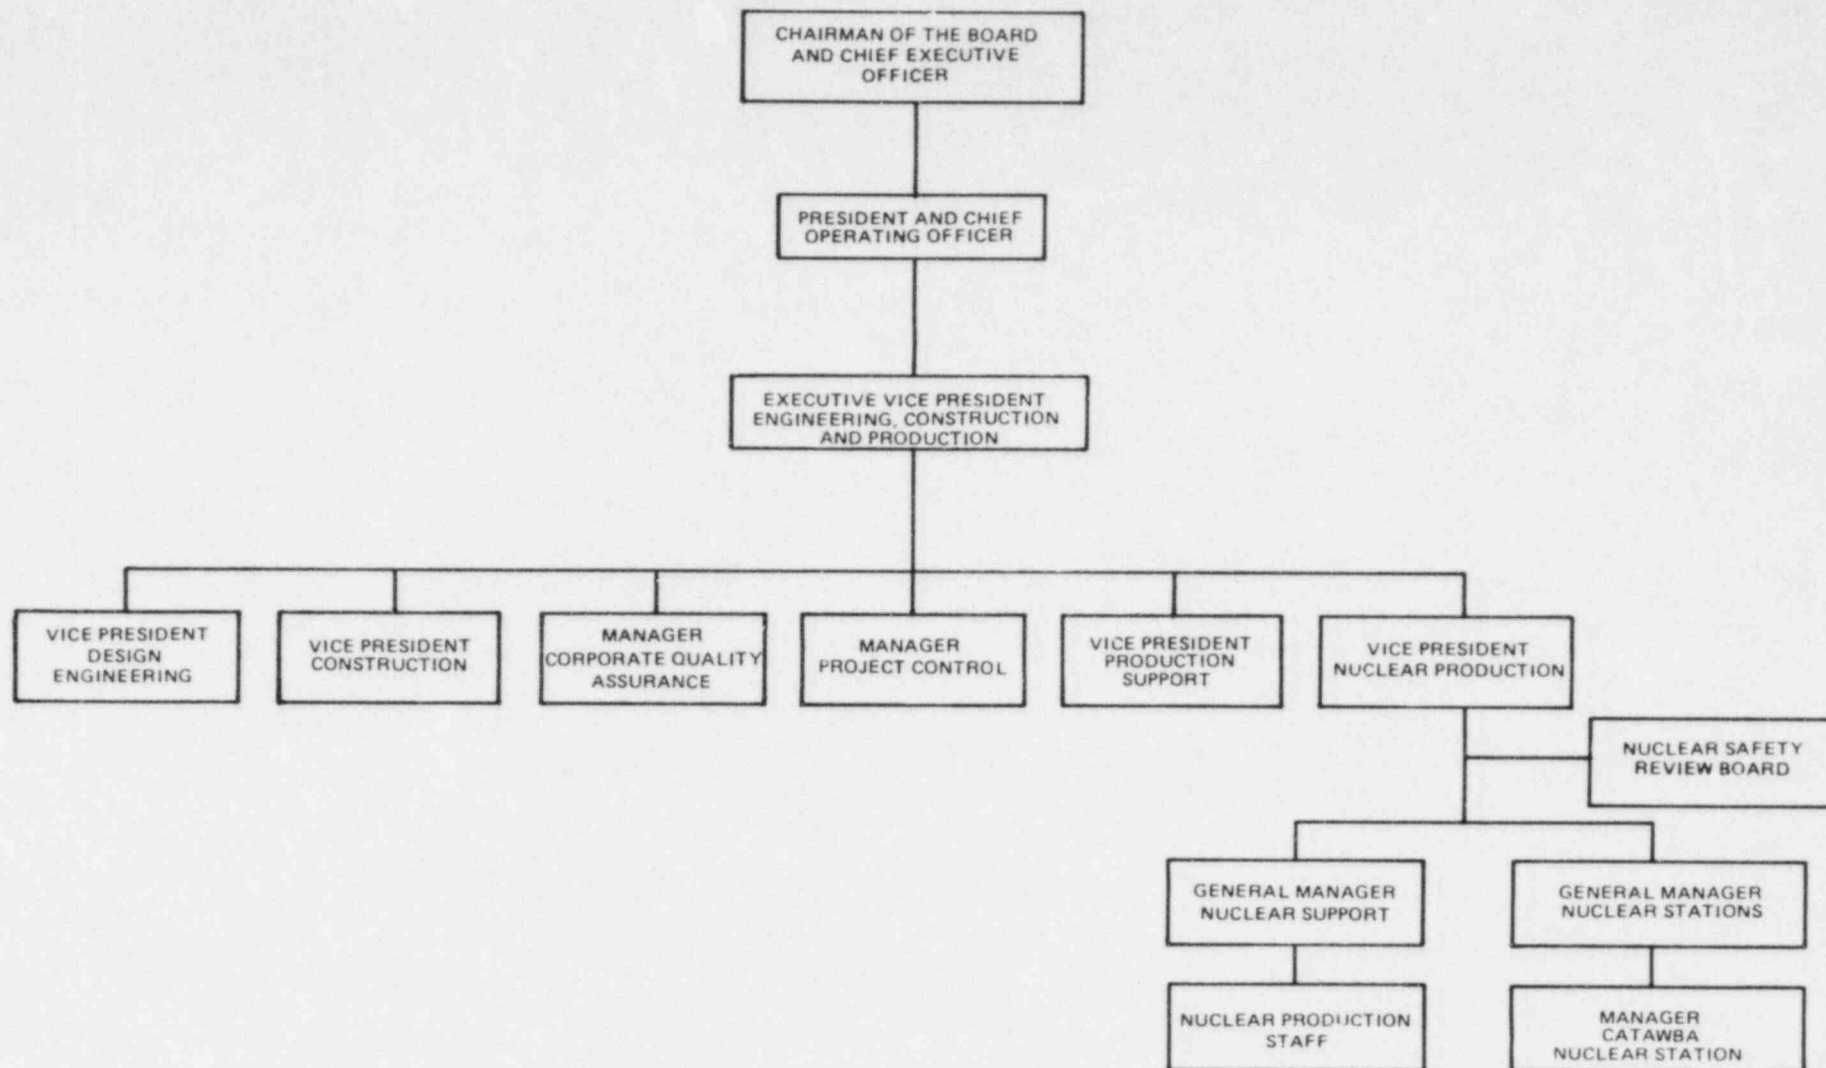 CHAIRMAN OF THE BOARD
AND CHIEF EXECUTIVE
OFFICER
PRESIDENT AND CHIEF
OPERATING OFFICER
EXECUTIVE VICE PRESIDENT
ENGINEERING, CONSTRUCTION
AND PRODUCTION
VICE PRESIDENT
DESIGN
ENGINEERING
VICE PRESIDENT
CONSTRUCTION
MANAGER
CORPORATE QUALITY
ASSURANCE
MANAGER
PROJECT CONTROL
VICE PRESIDENT
PRODUCTION
SUPPORT
VICE PRESIDENT
NUCLEAR PRODUCTION
NUCLEAR SAFETY
REVIEW BOARD
GENERAL MANAGER
NUCLEAR SUPPORT
GENERAL MANAGER
NUCLEAR STATIONS
NUCLEAR PRODUCTION
STAFF
MANAGER
CATAWBA
NUCLEAR STATION